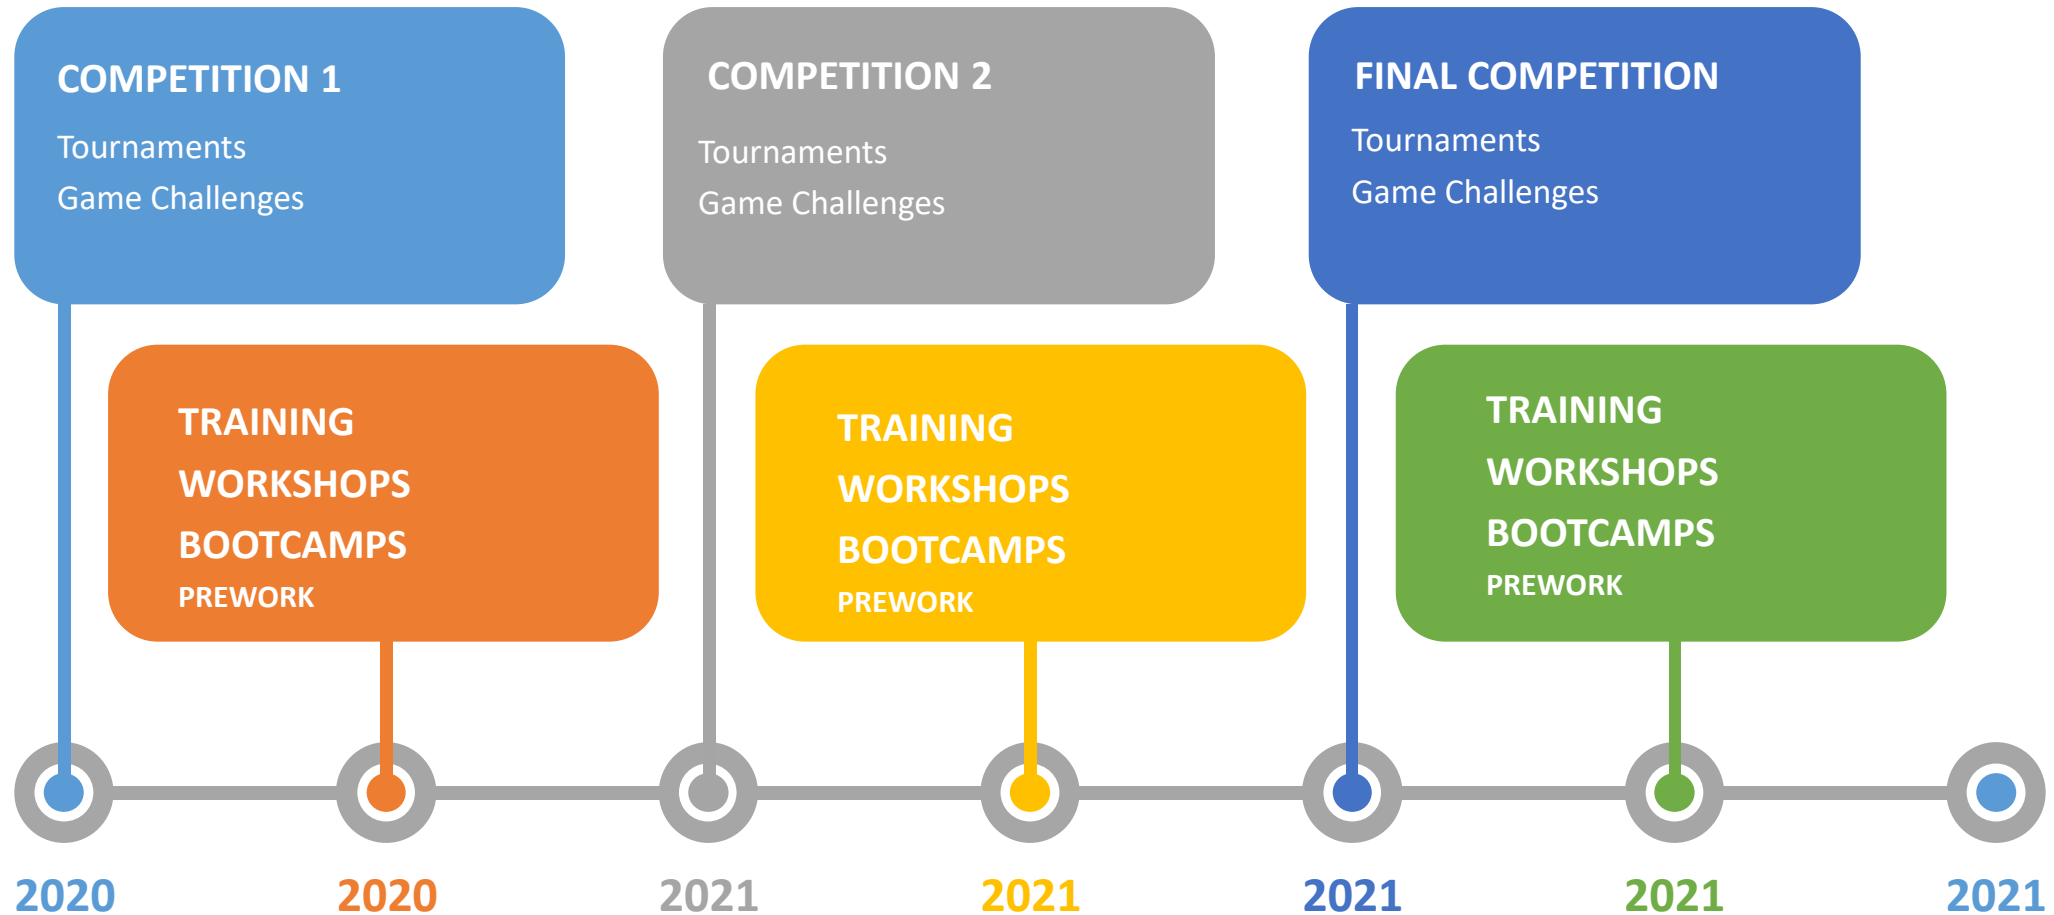 COMPETITION 1
Tournaments
Game Challenges
COMPETITION 2
Tournaments
Game Challenges
FINAL COMPETITION
Tournaments
Game Challenges
TRAINING
WORKSHOPS
BOOTCAMPS
PREWORK
TRAINING
WORKSHOPS
BOOTCAMPS
PREWORK
TRAINING
WORKSHOPS
BOOTCAMPS
PREWORK
2020
2020
2021
2021
2021
2021
2021